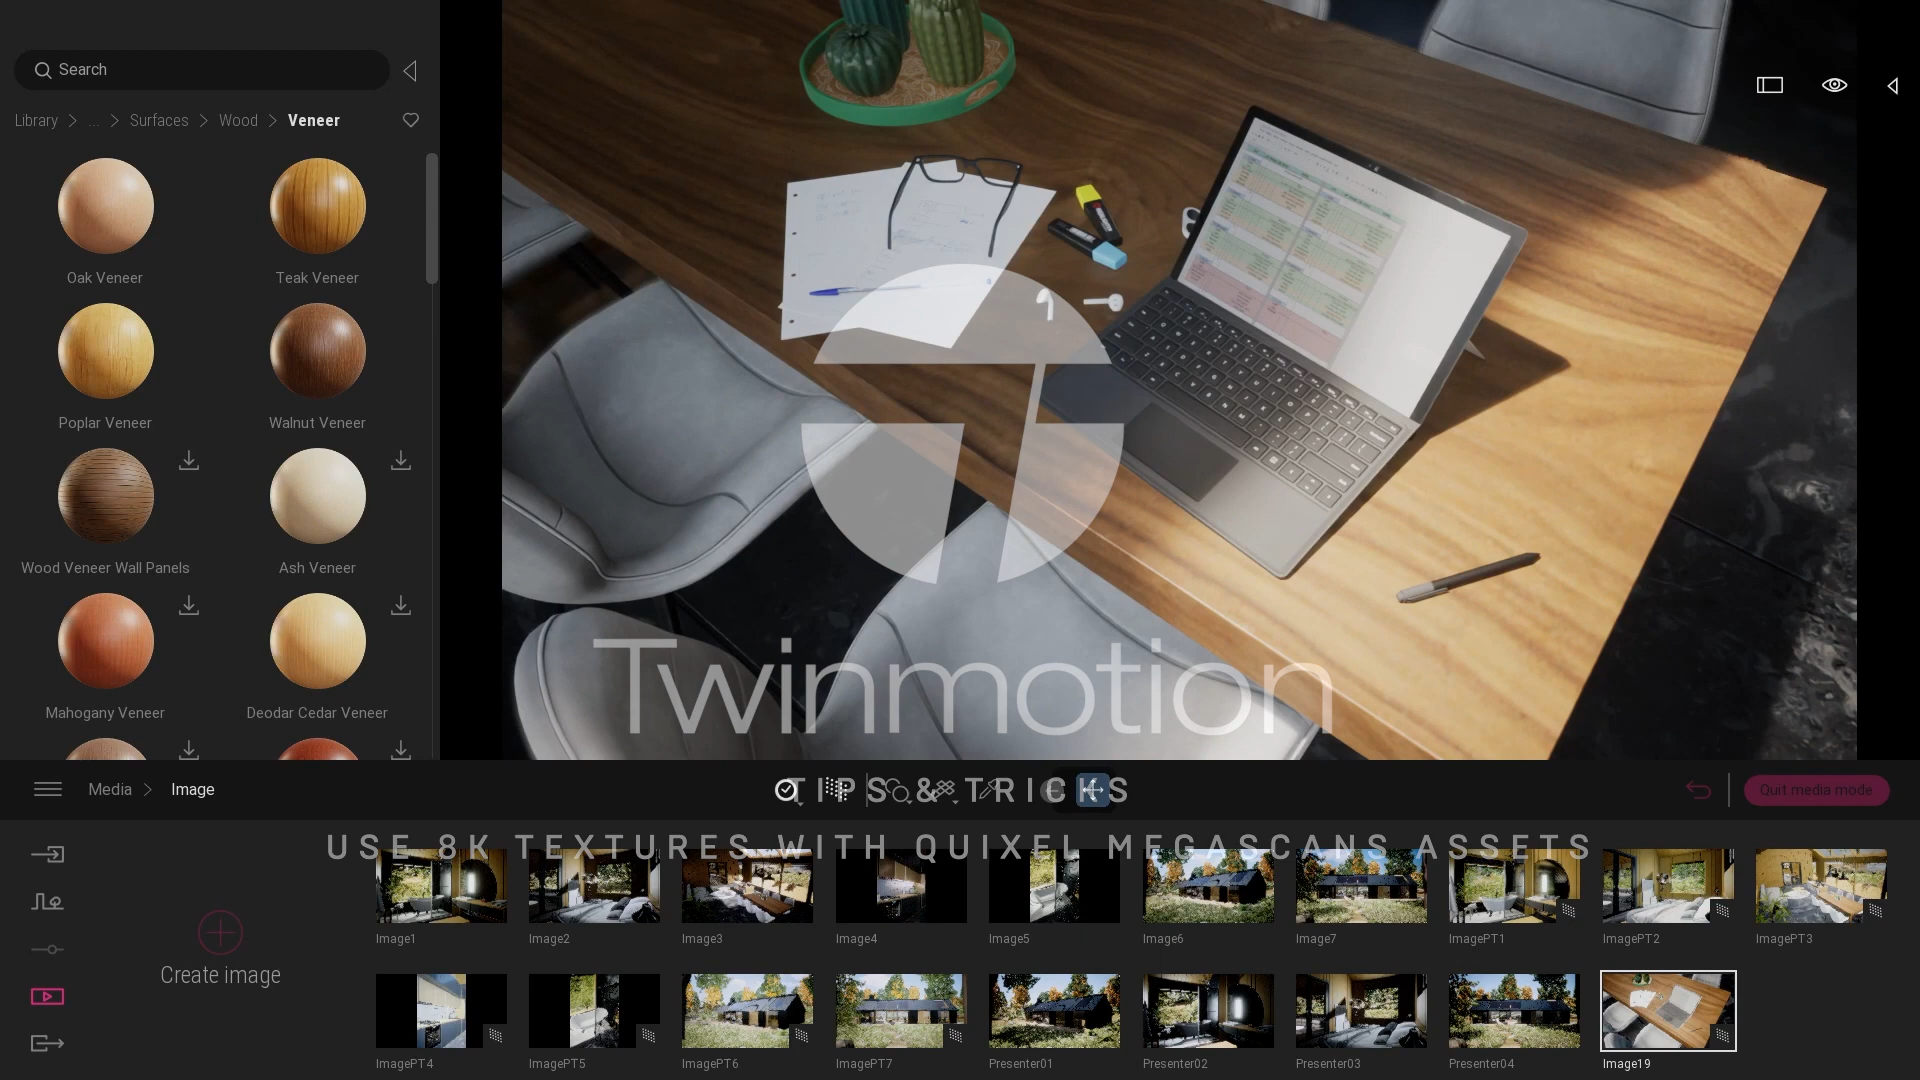 Search
Library
...
Surfaces
Wood
Veneer
Oak Veneer
Teak Veneer
Poplar Veneer
Walnut Veneer
Wood Veneer Wall Panels
Ash Veneer
Mahogany Veneer
Deodar Cedar Veneer
Twinmotion
Media
Image
TIPS & TRICKS
Quit media mode
USE 8K TEXTURES WITH QUIXEL MEGASCANS ASSETS
Create image
Image1
Image2
Image3
Image4
Image5
Image6
Image7
ImagePT1
ImagePT2
ImagePT3
ImagePT4
ImagePT5
ImagePT6
ImagePT7
Presenter01
Presenter02
Presenter03
Presenter04
Image19